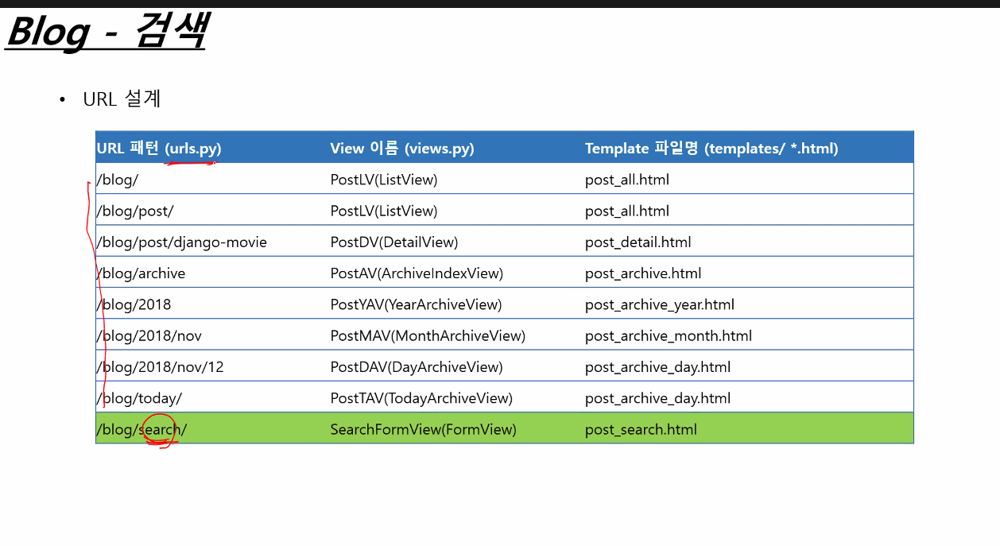 Blog - 검색
• URL 설계
URL 패턴 (urls.py) View 이름 (views.py) Template 파일명 (templates/ *.html)
/blog/ PostLV(ListView) post_all.html
/blog/post/ PostLV(ListView) post_all.html
/blog/post/django-movie PostDV(DetailView) post_detail.html
/blog/archive PostAV(ArchiveIndexView) post_archive.html
/blog/2018 PostYAV(YearArchiveView) post_archive_year.html
/blog/2018/nov PostMAV(MonthArchiveView) post_archive_month.html
/blog/2018/nov/12 PostDAV(DayArchiveView) post_archive_day.html
/blog/today/ PostTAV(TodayArchiveView) post_archive_day.html
/blog/search/ SearchFormView(FormView) post_search.html